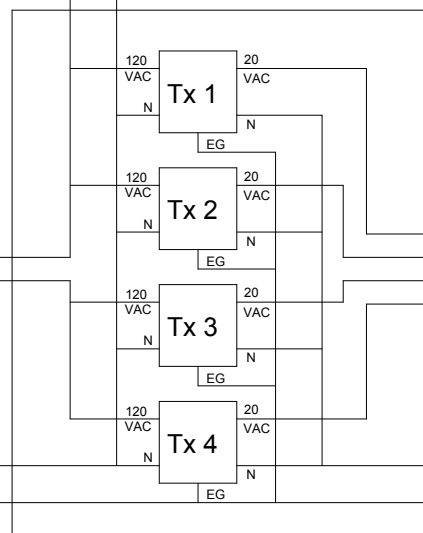 120 20
VAC Tx 1 VAC
N N
EG
120 20
VAC Tx 2 VAC
N N
EG
120 20
VAC Tx 3 VAC
N N
EG
120 20
VAC Tx 4 VAC
N N
EG